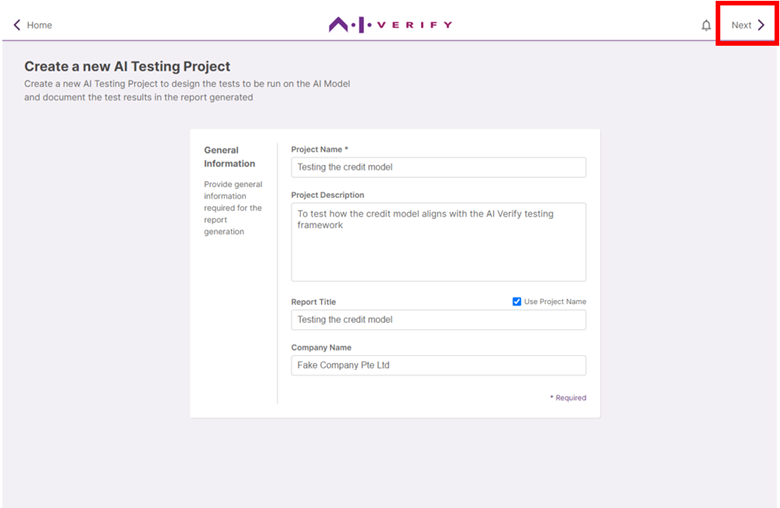 Home
AI VERIFY
Next
Create a new AI Testing Project
Create a new AI Testing Project to design the tests to be run on the AI Model
and document the test results in the report generated
General
Information
Provide general
information
required for the
report
generation
Project Name *
Testing the credit model
Project Description
To test how the credit model aligns with the AI Verify testing
framework
Report Title
Use Project Name
Testing the credit model
Company Name
Fake Company Pte Ltd
* Required